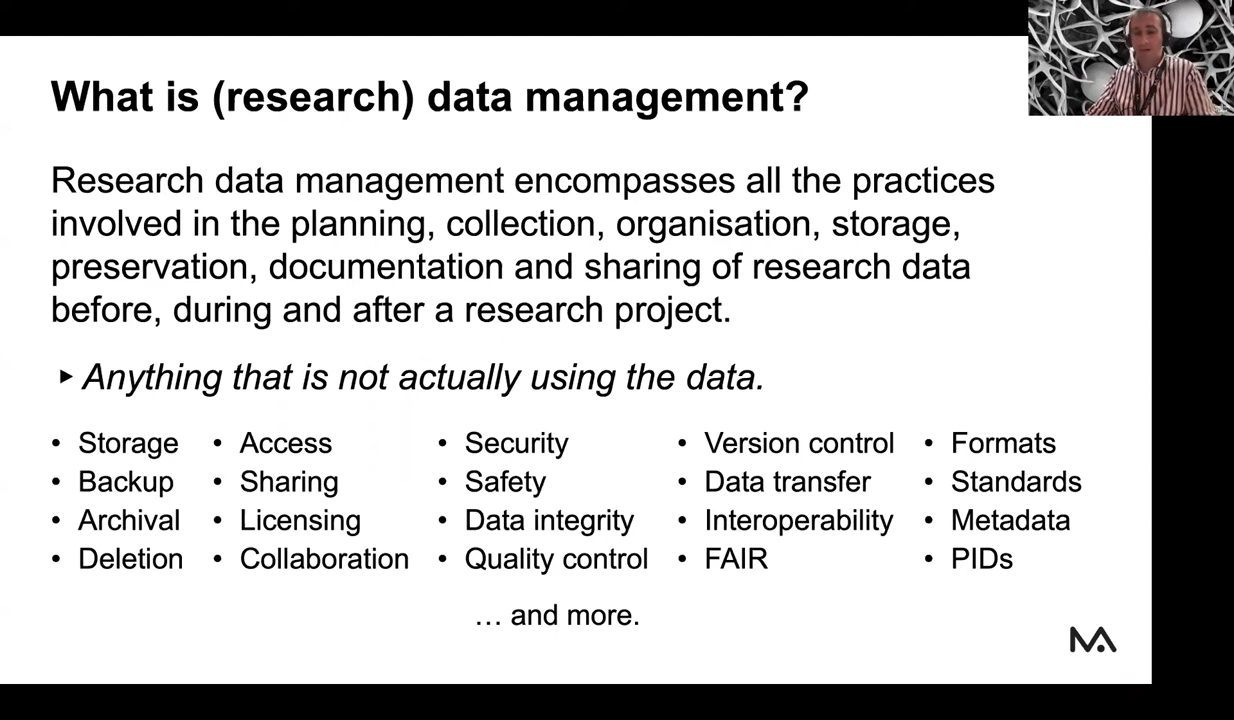 What is (research) data management?
Research data management encompasses all the practices
involved in the planning, collection, organisation, storage,
preservation, documentation and sharing of research data
before, during and after a research project.
▸ Anything that is not actually using the data.
• Storage
• Backup
• Archival
• Deletion
• Access
• Sharing
• Licensing
• Collaboration
• Security
• Safety
• Data integrity
• Quality control
• Version control
• Data transfer
• Interoperability
• FAIR
• Formats
• Standards
• Metadata
• PIDs
… and more.